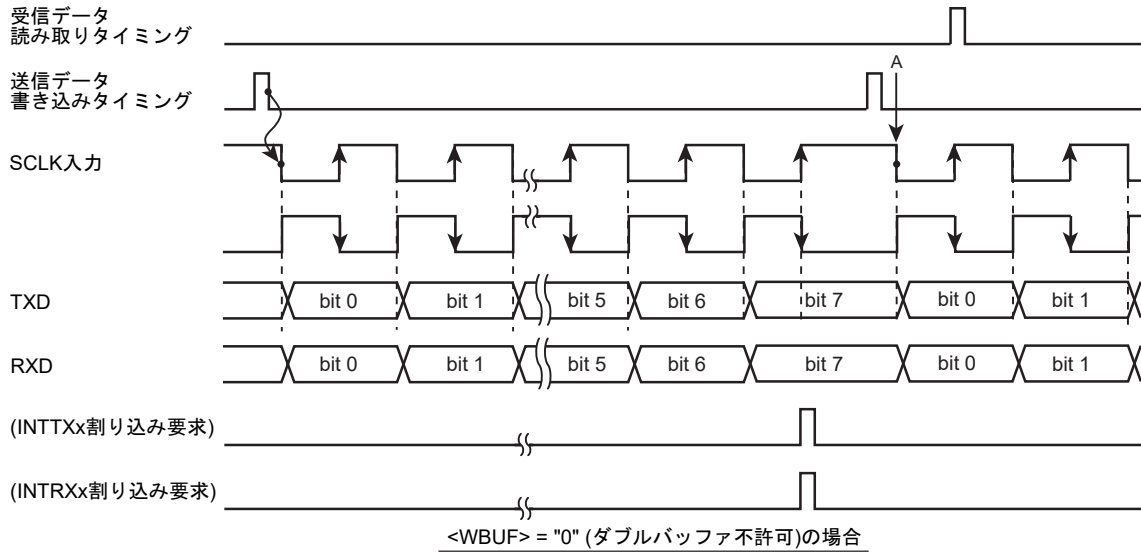 受信データ
読み取りタイミング
送信データ
書き込みタイミング
A
SCLK入力
TXD
bit 0 bit 1 bit 5 bit 6 bit 7 bit 0 bit 1
RXD
bit 0 bit 1 bit 5 bit 6 bit 7 bit 0 bit 1
(INTTXx割り込み要求)
(INTRXx割り込み要求)
<WBUF> = "0" (ダブルバッファ不許可)の場合